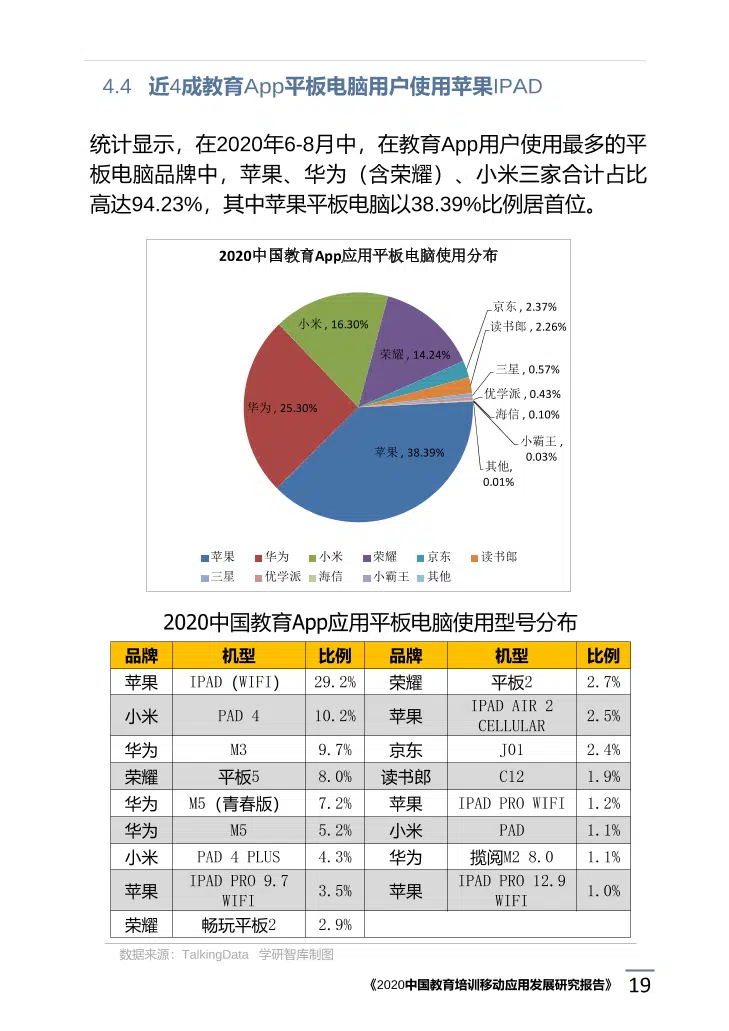 4.4 近4成教育App平板电脑用户使用苹果IPAD
统计显示，在2020年6-8月中，在教育App用户使用最多的平
板电脑品牌中，苹果、华为（含荣耀）、小米三家合计占比
高达94.23%，其中苹果平板电脑以38.39%比例居首位。
2020中国教育App应用平板电脑使用分布
京东 , 2.37%
小米 , 16.30%
读书郎 , 2.26%
荣耀 , 14.24%
三星 , 0.57%
优学派 , 0.43%
华为 , 25.30%
海信 , 0.10%
小霸王 ,
0.03%
苹果 , 38.39%
其他,
0.01%
苹果 华为 小米 荣耀 京东 读书郎
三星 优学派 海信 小霸王 其他
2020中国教育App应用平板电脑使用型号分布
品牌 机型 比例 品牌 机型 比例
苹果 IPAD（WIFI） 29.2% 荣耀 平板2 2.7%
小米 PAD 4 10.2% 苹果 IPAD AIR 2
CELLULAR 2.5%
华为 M3 9.7% 京东 J01 2.4%
荣耀 平板5 8.0% 读书郎 C12 1.9%
华为 M5（青春版） 7.2% 苹果 IPAD PRO WIFI 1.2%
华为 M5 5.2% 小米 PAD 1.1%
小米 PAD 4 PLUS 4.3% 华为 揽阅M2 8.0 1.1%
苹果 IPAD PRO 9.7
WIFI 3.5% 苹果 IPAD PRO 12.9
WIFI 1.0%
荣耀 畅玩平板2 2.9%
数据来源：TalkingData 学研智库制图
《2020中国教育培训移动应用发展研究报告》 19